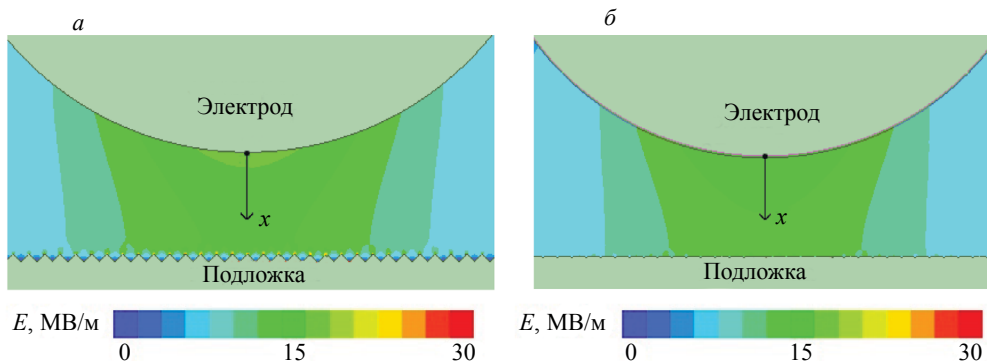 а
Электрод
x
Подложка
E, МВ/м
0 15 30
б
Электрод
x
Подложка
E, МВ/м
0 15 30